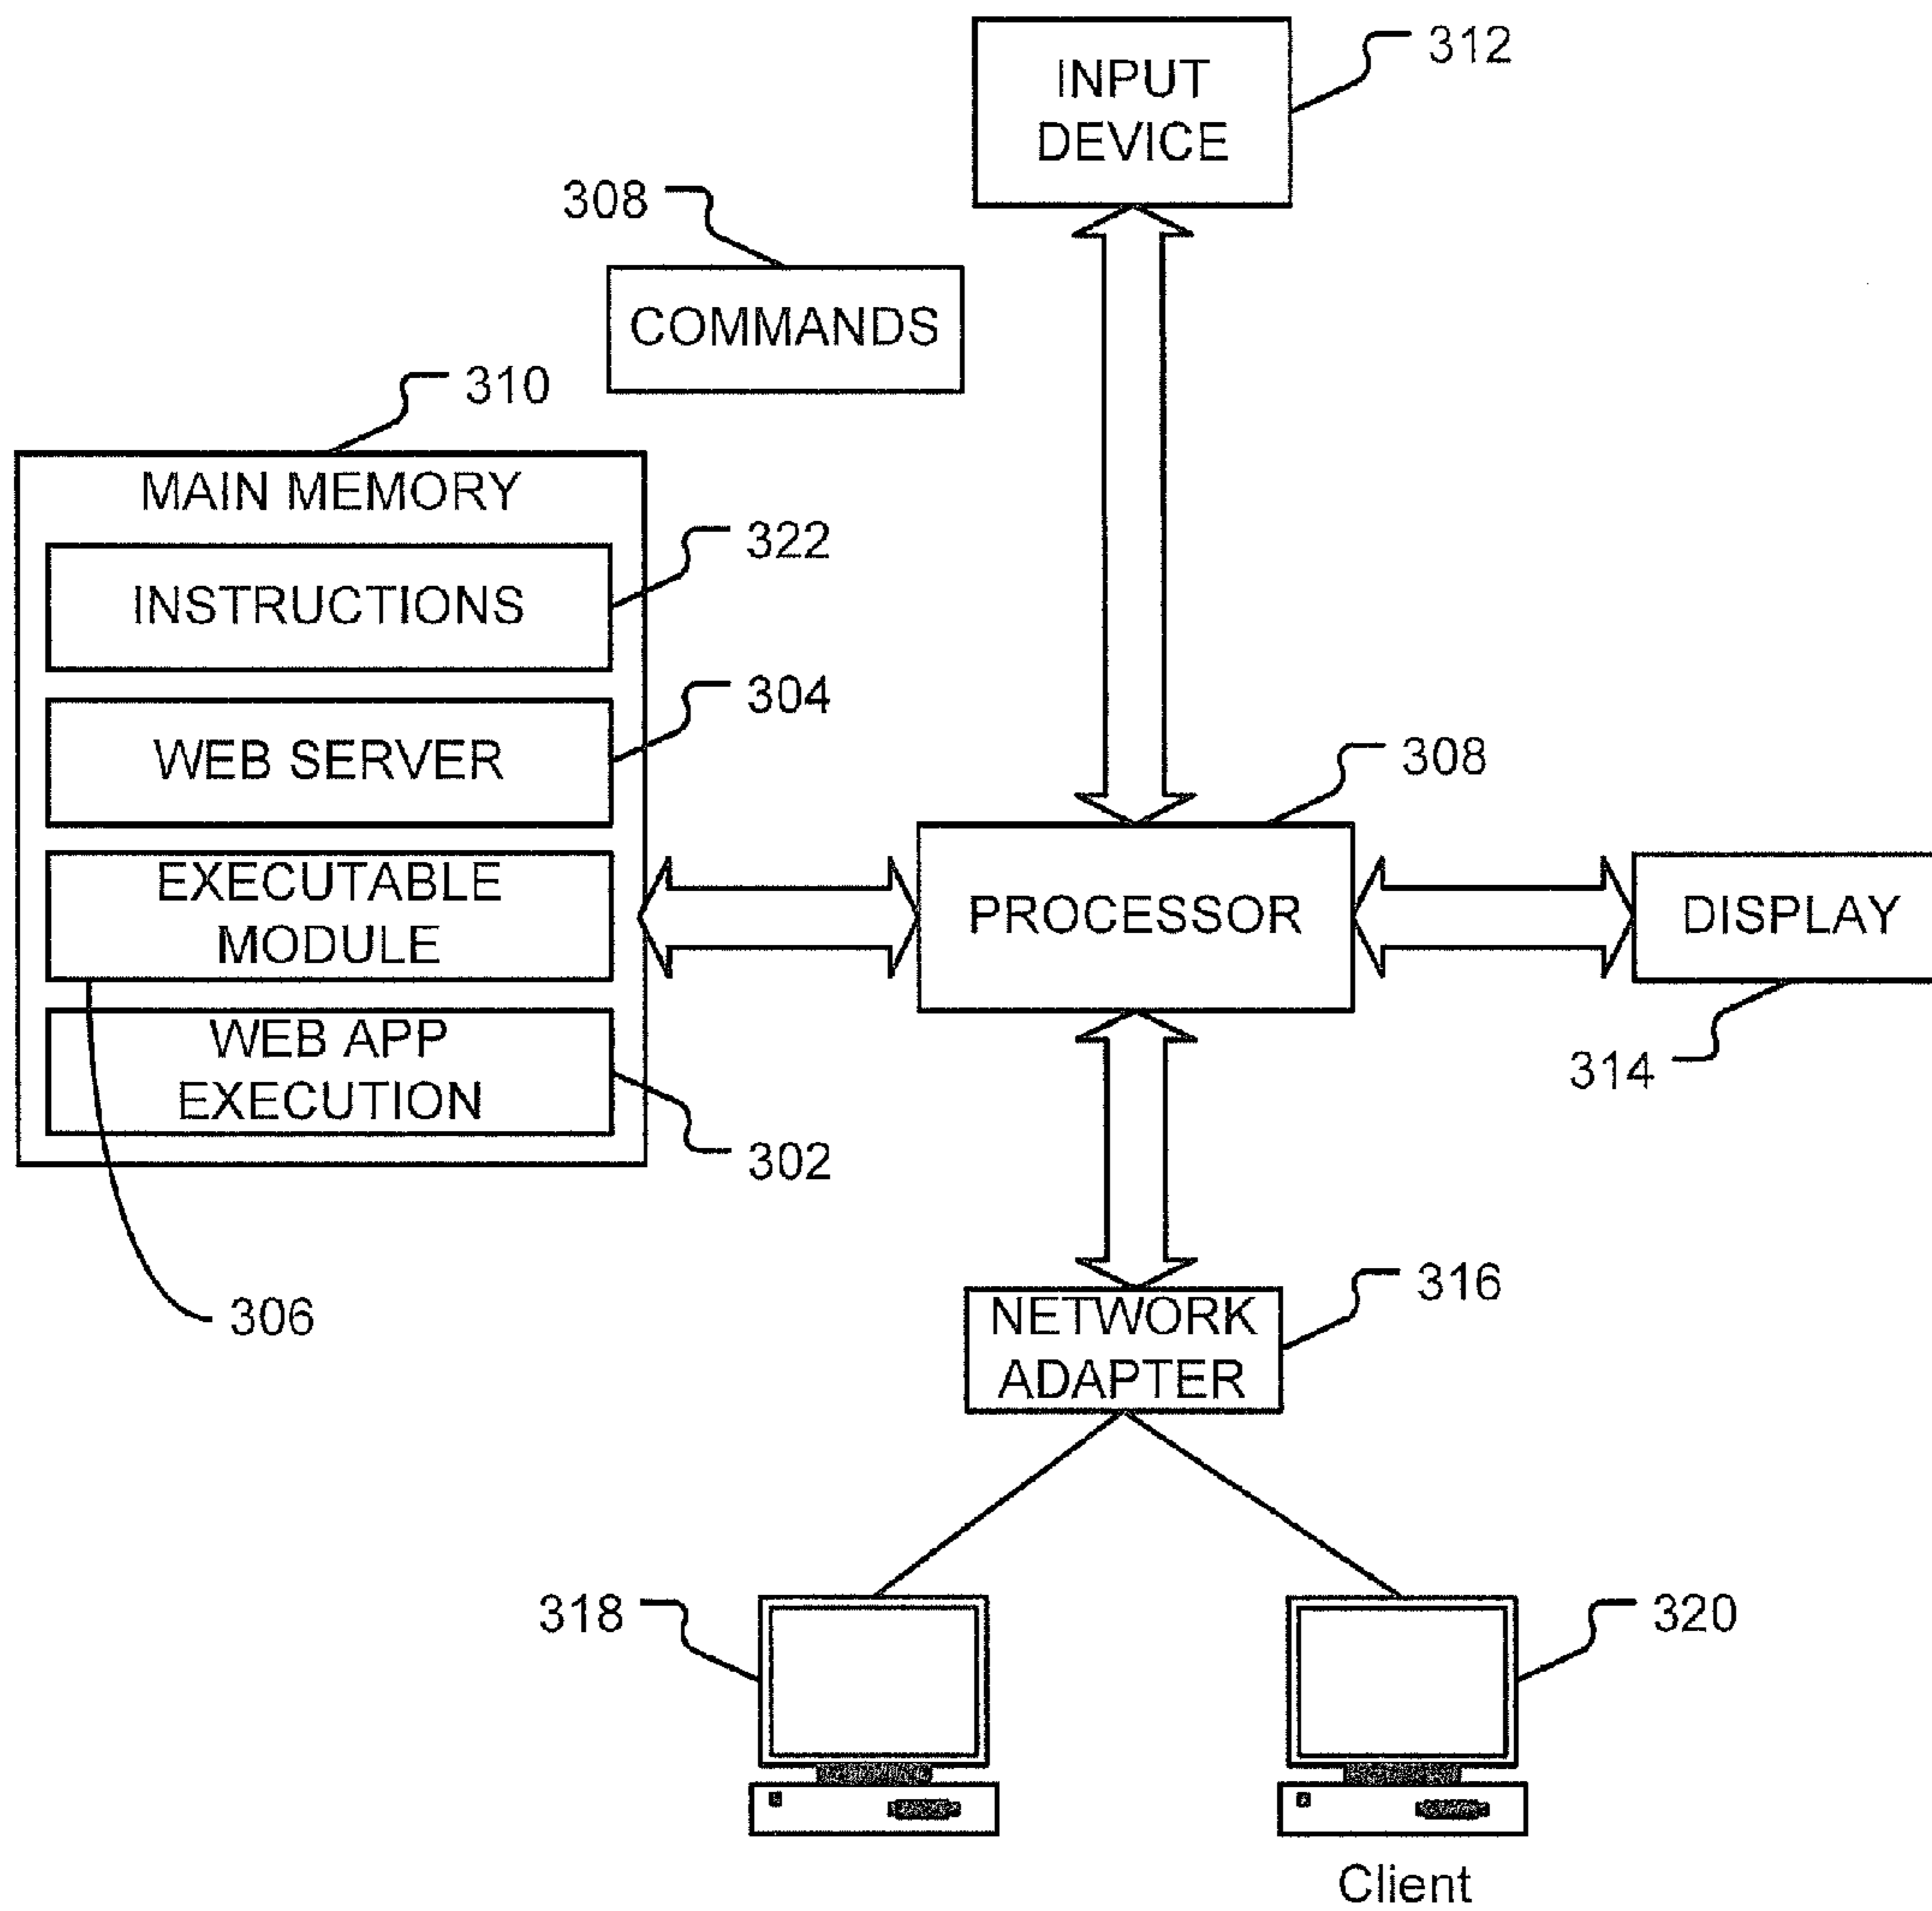 312
INPUT
DEVICE
308
COMMANDS
310
MAIN MEMORY
322
INSTRUCTIONS
304
WEB SERVER
308
EXECUTABLE
MODULE
PROCESSOR
DISPLAY
WEB APP
EXECUTION
314
302
306
316
NETWORK
ADAPTER
318
320
Client